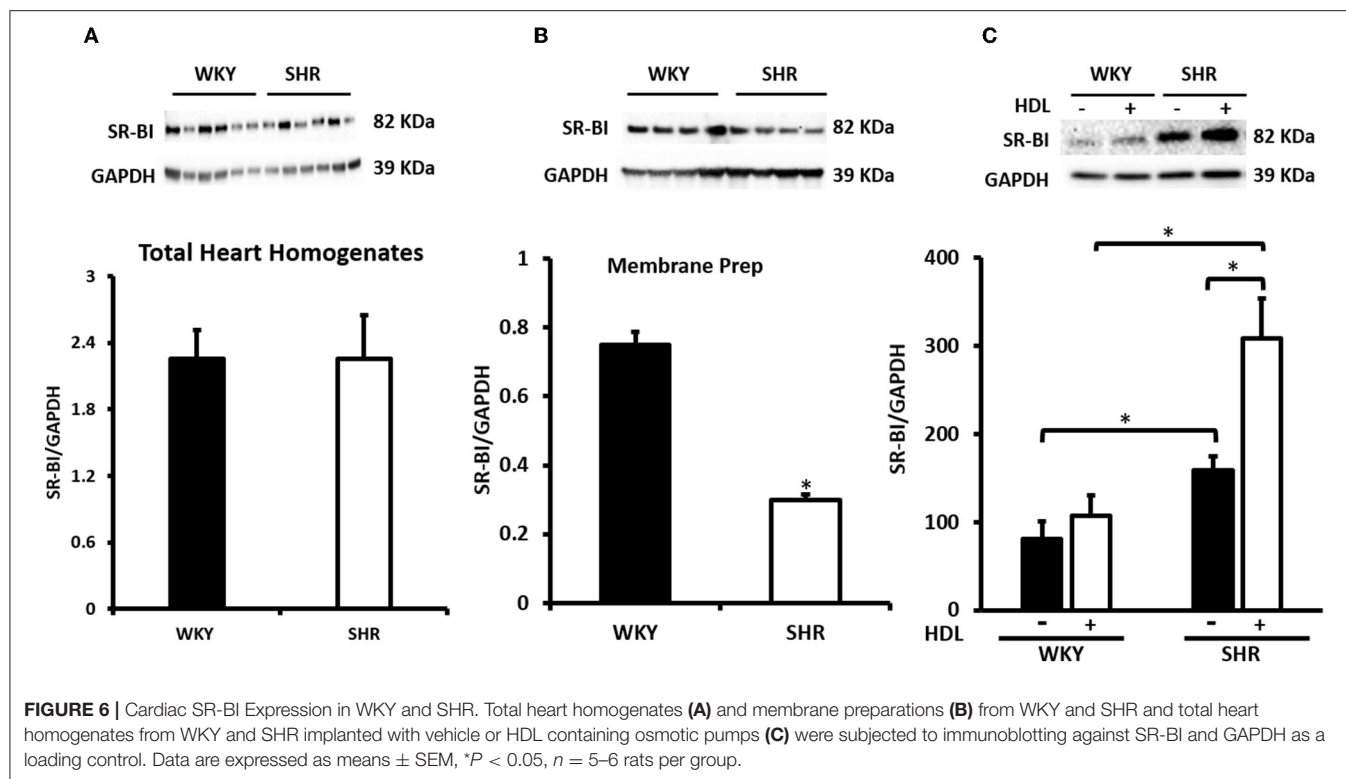 A
WKY SHR
SR-BI 82 KDa
GAPDH 39 KDa
Total Heart Homogenates
3
2.4
1.8
1.2
0.6
0
SR-BI/GAPDH
WKY SHR
B
WKY SHR
SR-BI 82 KDa
GAPDH 39 KDa
Membrane Prep
1
0.8
0.6
0.4
0.2
0
SR-BI/GAPDH
*
WKY SHR
C
WKY SHR
HDL - + - +
SR-BI 82 KDa
GAPDH 39 KDa
400
300
200
100
0
SR-BI/GAPDH
*
*
*
HDL - + - +
WKY SHR
FIGURE 6 | Cardiac SR-BI Expression in WKY and SHR. Total heart homogenates (A) and membrane preparations (B) from WKY and SHR and total heart
homogenates from WKY and SHR implanted with vehicle or HDL containing osmotic pumps (C) were subjected to immunoblotting against SR-BI and GAPDH as a
loading control. Data are expressed as means ± SEM, *P < 0.05, n = 5–6 rats per group.